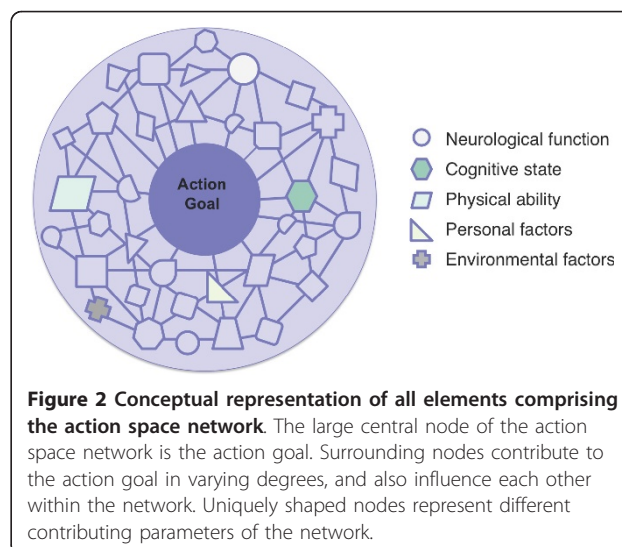 Action
Goal
Neurological function
Cognitive state
Physical ability
Personal factors
Environmental factors
Figure 2 Conceptual representation of all elements comprising
the action space network. The large central node of the action
space network is the action goal. Surrounding nodes contribute to
the action goal in varying degrees, and also influence each other
within the network. Uniquely shaped nodes represent different
contributing parameters of the network.